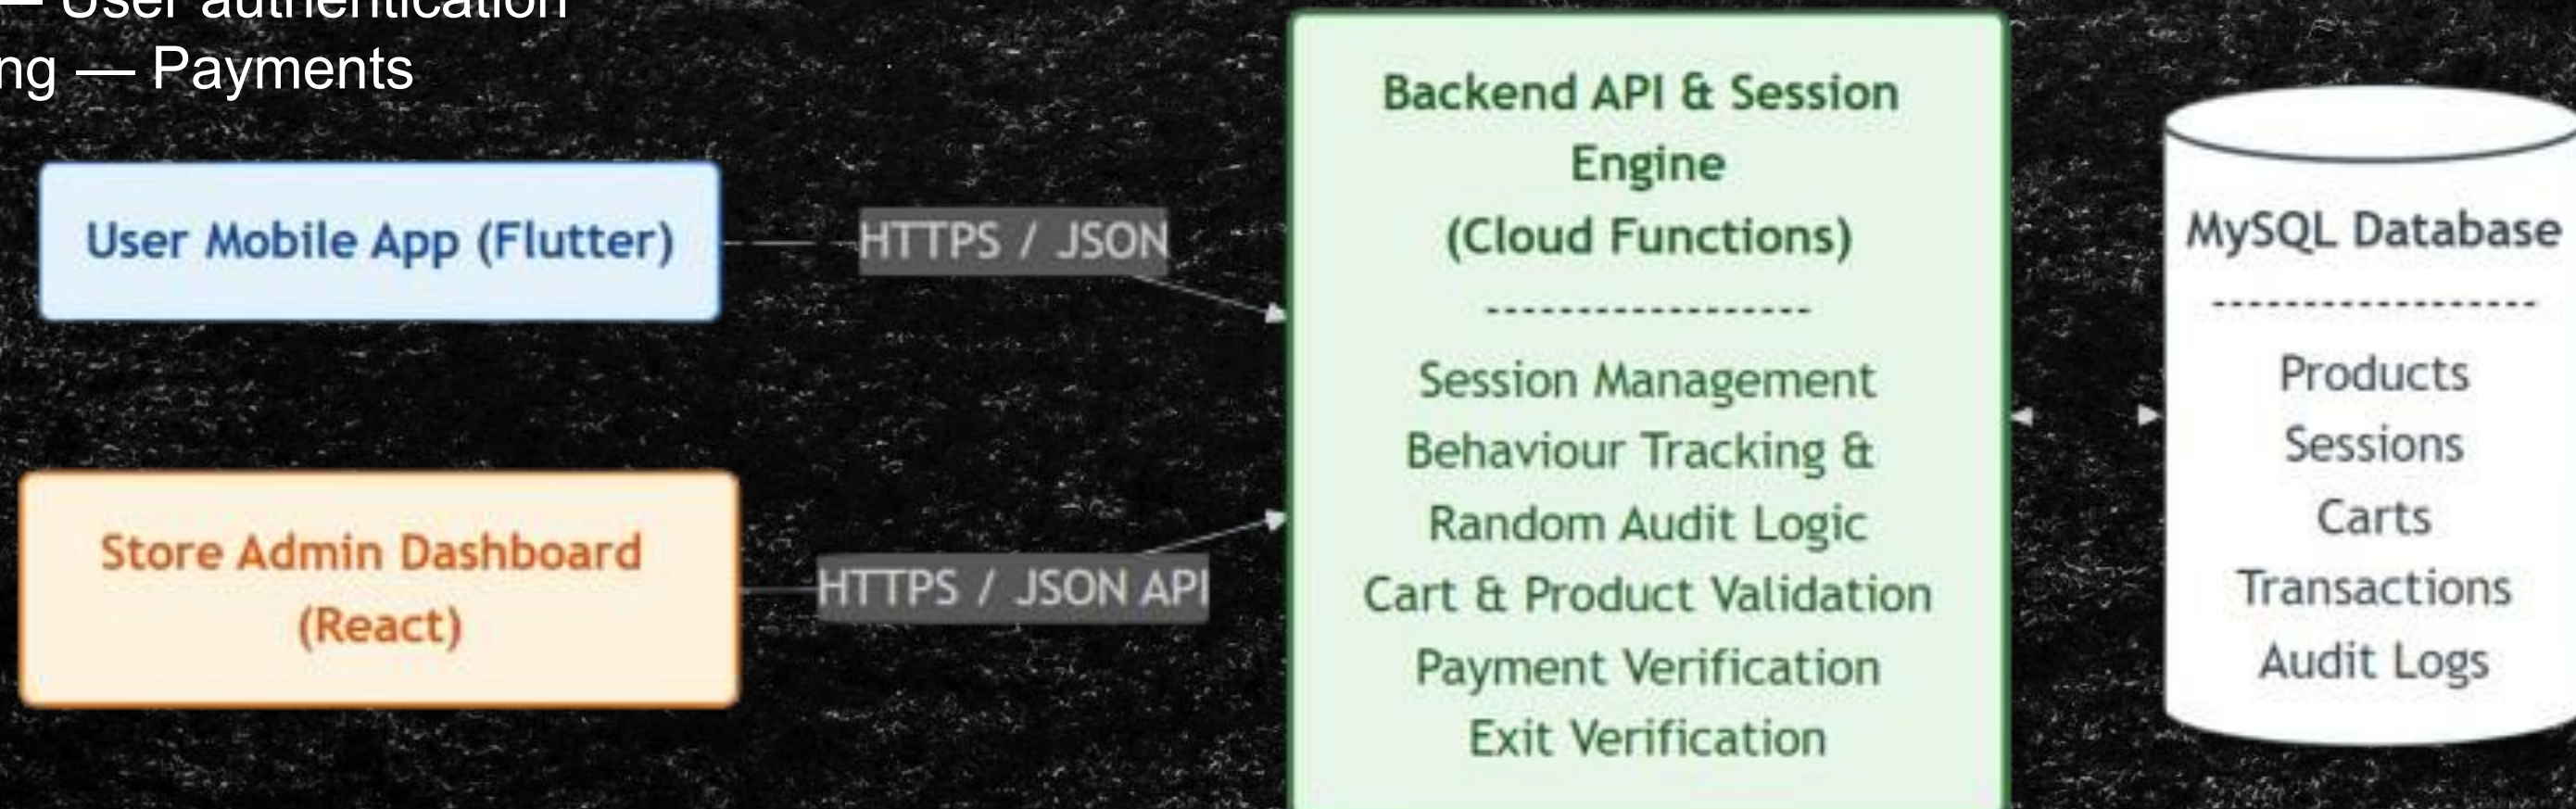 — User authentication
ng — Payments
User Mobile App (Flutter)
HTTPS / JSON
Store Admin Dashboard
(React)
HTTPS / JSON API
Backend API & Session
Engine
(Cloud Functions)
------------------
Session Management
Behaviour Tracking &
Random Audit Logic
Cart & Product Validation
Payment Verification
Exit Verification
MySQL Database
------------------
Products
Sessions
Carts
Transactions
Audit Logs